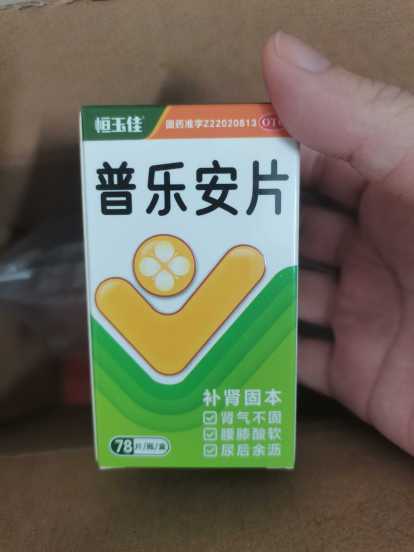 恒玉佳 国药准字Z22020813 OTC
普乐安片
补肾固本
肾气不固
腰膝酸软
尿后余沥
78片/瓶/盒